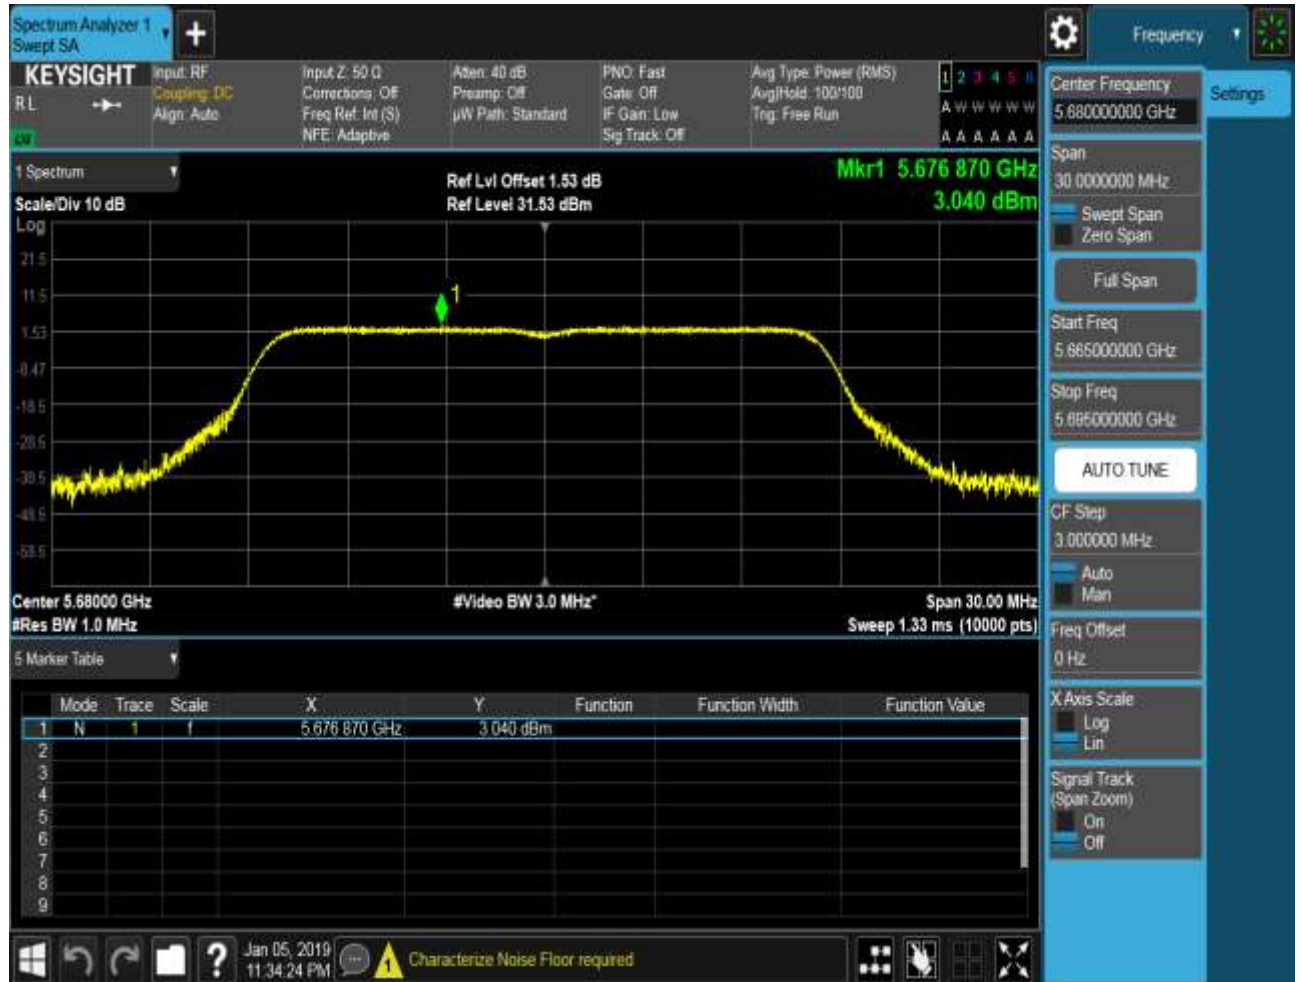 Spectrum Analyzer 1
Swept SA
Frequency
KEYSIGHT
R L
Input: RF
Coupling: DC
Align: Auto
Input Z: 50 Ω
Corrections: Off
Freq Ref: Int (S)
NFE: Adaptive
Atten: 40 dB
Preamp: Off
µW Path: Standard
PNO: Fast
Gate: Off
IF Gain: Low
Sig Track: Off
Avg Type: Power (RMS)
Avg|Hold: 100/100
Trig: Free Run
1 2 3 4 5 6
A W W W W W
A A A A A A
1 Spectrum
Scale/Div 10 dB
Log
Ref Lvl Offset 1.53 dB
Ref Level 31.53 dBm
Mkr1 5.676 870 GHz
3.040 dBm
21.5
11.5
1.53
-8.47
-18.5
-28.5
-38.5
-48.5
-58.5
1
Center 5.68000 GHz
#Res BW 1.0 MHz
#Video BW 3.0 MHz*
Span 30.00 MHz
Sweep 1.33 ms (10000 pts)
5 Marker Table
Mode Trace Scale X Y Function Function Width Function Value
1 N 1 f 5.676 870 GHz 3.040 dBm
2
3
4
5
6
7
8
9
Jan 05, 2019
11:34:24 PM
Characterize Noise Floor required
Settings
Center Frequency
5.680000000 GHz
Span
30.0000000 MHz
Swept Span
Zero Span
Full Span
Start Freq
5.665000000 GHz
Stop Freq
5.695000000 GHz
AUTO TUNE
CF Step
3.000000 MHz
Auto
Man
Freq Offset
0 Hz
X Axis Scale
Log
Lin
Signal Track
(Span Zoom)
On
Off